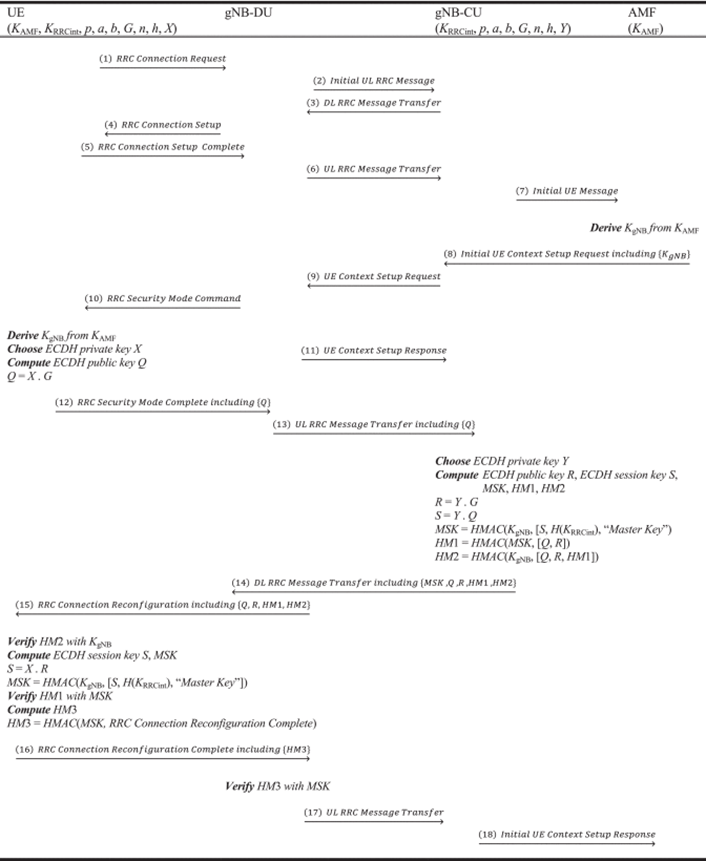 UE gNB-DU gNB-CU AMF
(K_AMF, K_RRCint, p, a, b, G, n, h, X) (K_RRCint, p, a, b, G, n, h, Y) (K_AMF)
(1) RRC Connection Request
(2) Initial UL RRC Message
(3) DL RRC Message Transfer
(4) RRC Connection Setup
(5) RRC Connection Setup Complete
(6) UL RRC Message Transfer
(7) Initial UE Message
Derive K_gNB from K_AMF
(8) Initial UE Context Setup Request including {K_gNB}
(9) UE Context Setup Request
(10) RRC Security Mode Command
Derive K_gNB from K_AMF
Choose ECDH private key X
Compute ECDH public key Q
Q = X . G
(11) UE Context Setup Response
(12) RRC Security Mode Complete including {Q}
(13) UL RRC Message Transfer including {Q}
Choose ECDH private key Y
Compute ECDH public key R, ECDH session key S,
MSK, HM1, HM2
R = Y . G
S = Y . Q
MSK = HMAC(K_gNB, [S, H(K_RRCint), “Master Key”)
HM1 = HMAC(MSK, [Q, R])
HM2 = HMAC(K_gNB, [Q, R, HM1])
(14) DL RRC Message Transfer including {MSK ,Q ,R ,HM1 ,HM2}
(15) RRC Connection Reconfiguration including {Q, R, HM1, HM2}
Verify HM2 with K_gNB
Compute ECDH session key S, MSK
S = X . R
MSK = HMAC(K_gNB, [S, H(K_RRCint), “Master Key”])
Verify HM1 with MSK
Compute HM3
HM3 = HMAC(MSK, RRC Connection Reconfiguration Complete)
(16) RRC Connection Reconfiguration Complete including {HM3}
Verify HM3 with MSK
(17) UL RRC Message Transfer
(18) Initial UE Context Setup Response